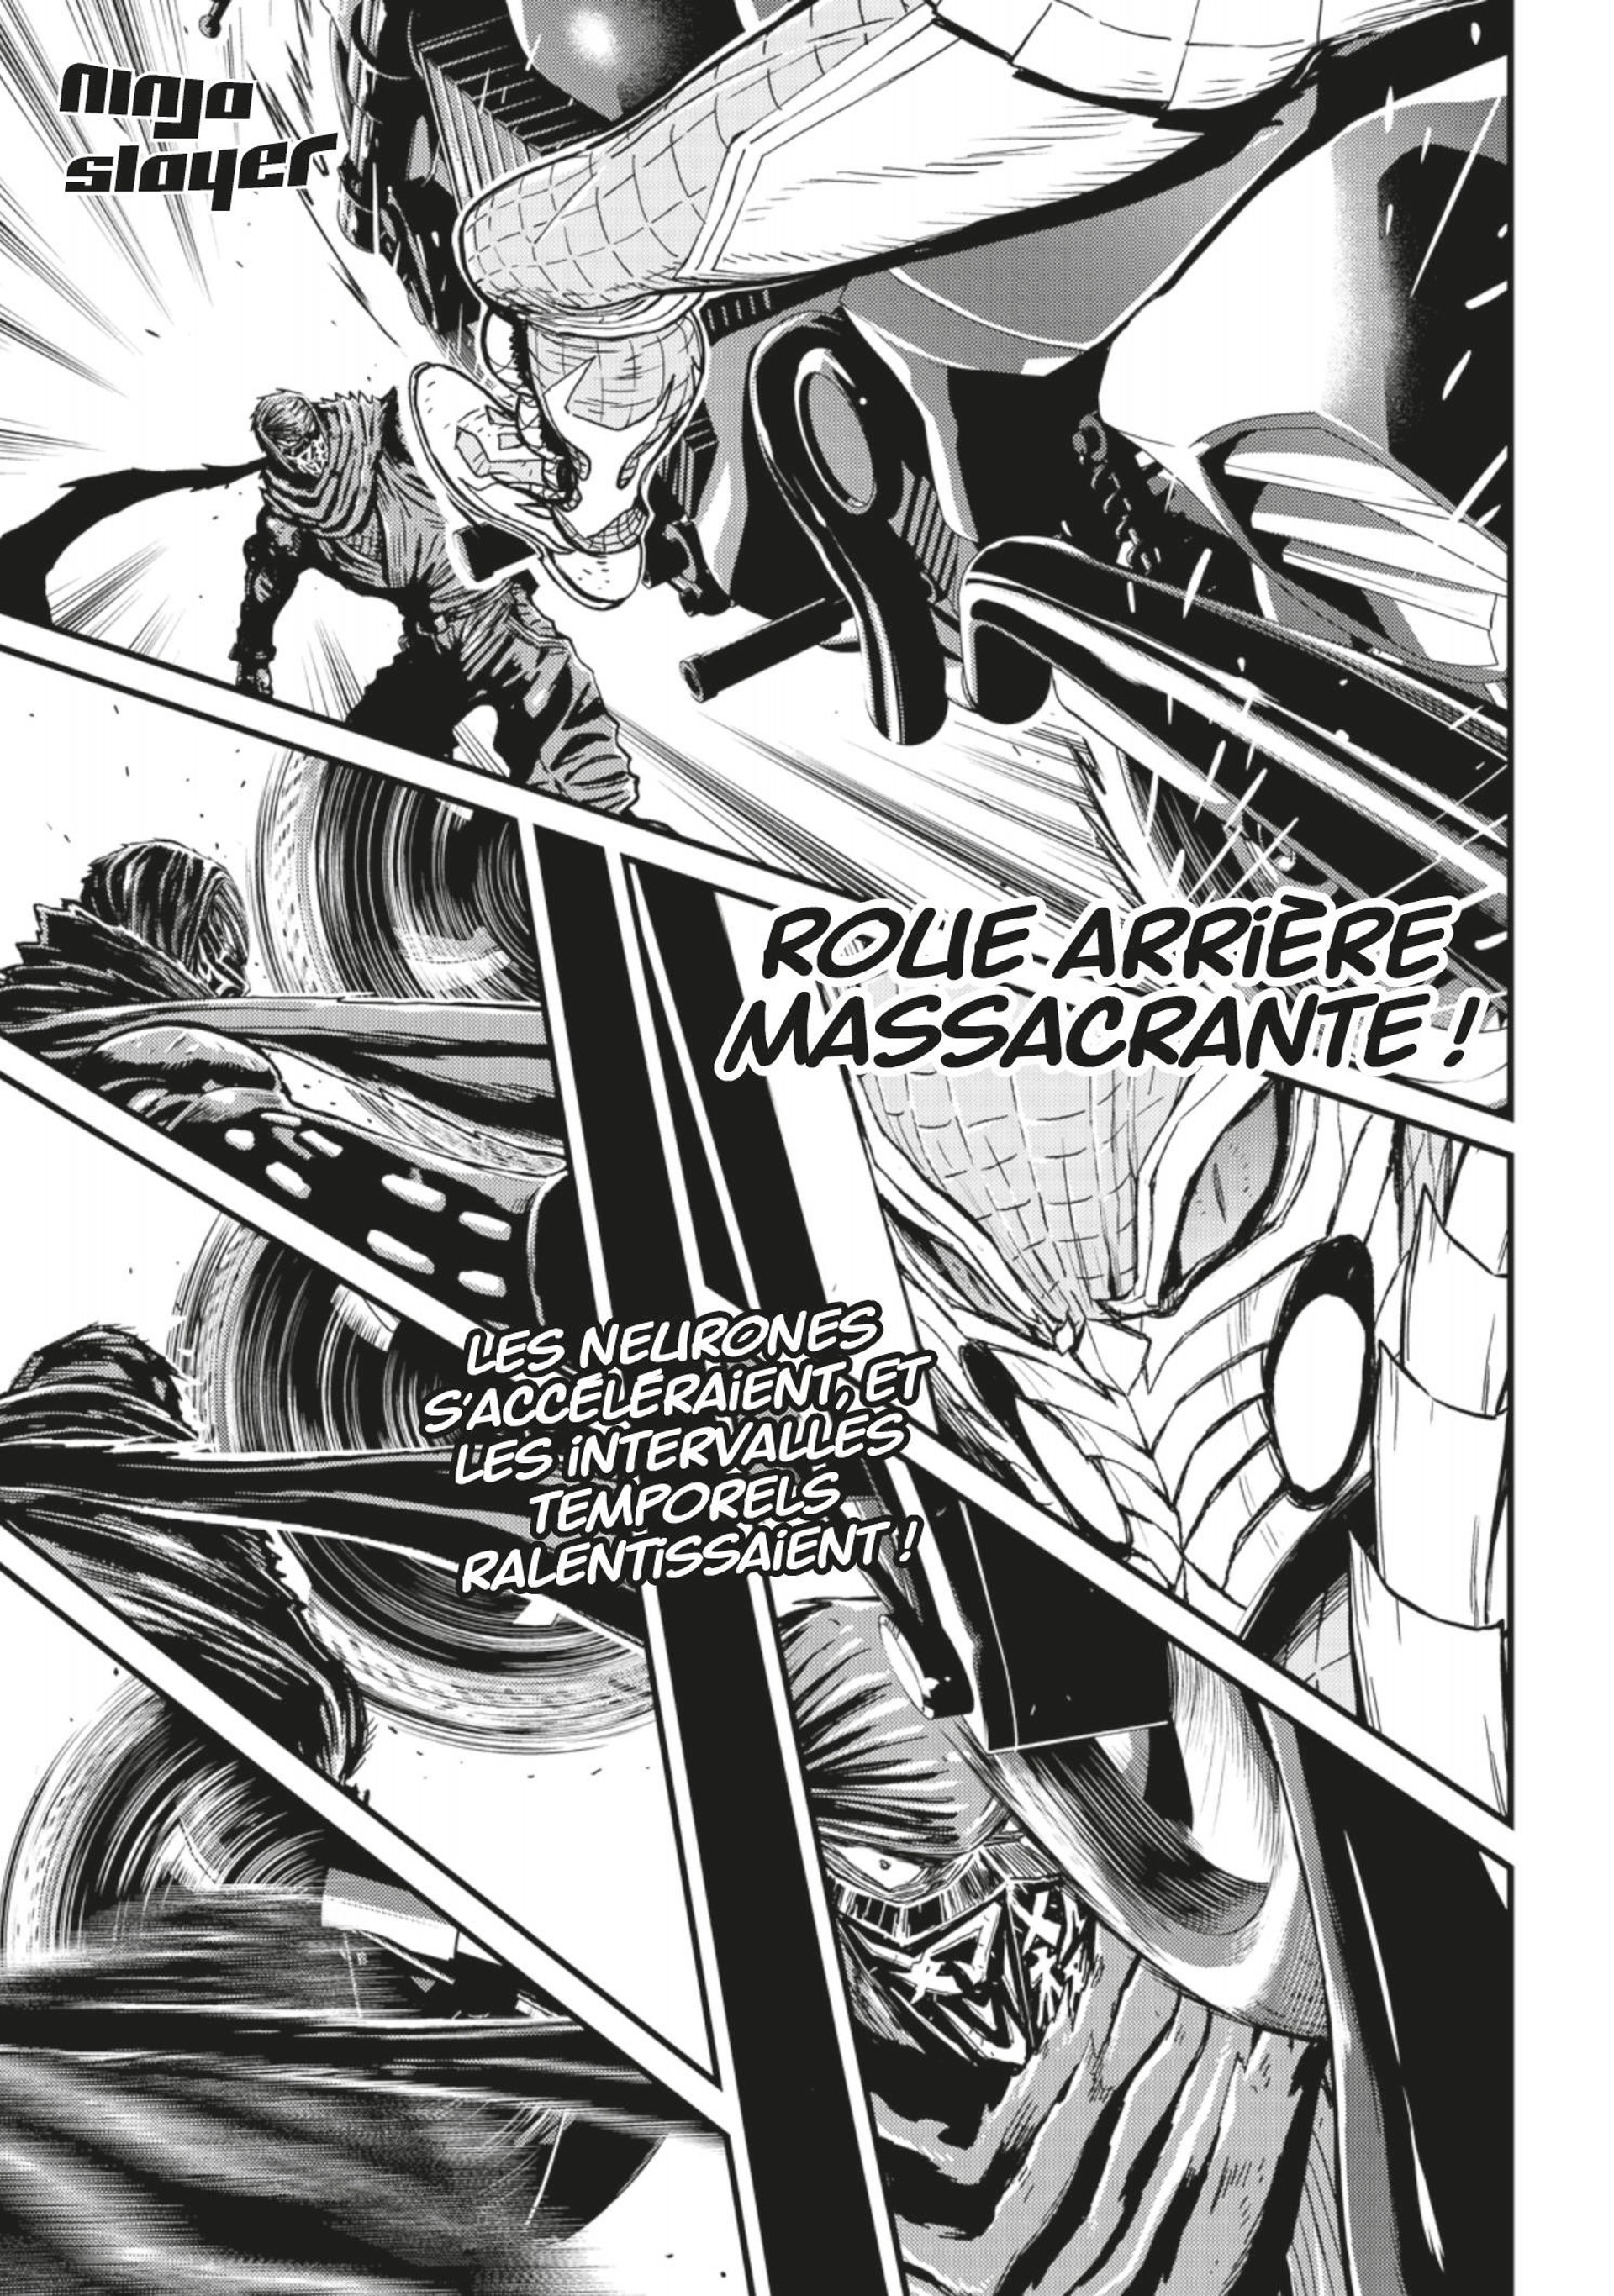 Ninja
slayer
ROUE ARRIÈRE
MASSACRANTE !
LES NEURONES
S'ACCÉLÉRAIENT, ET
LES INTERVALLES
TEMPORELS
RALENTISSAIENT !